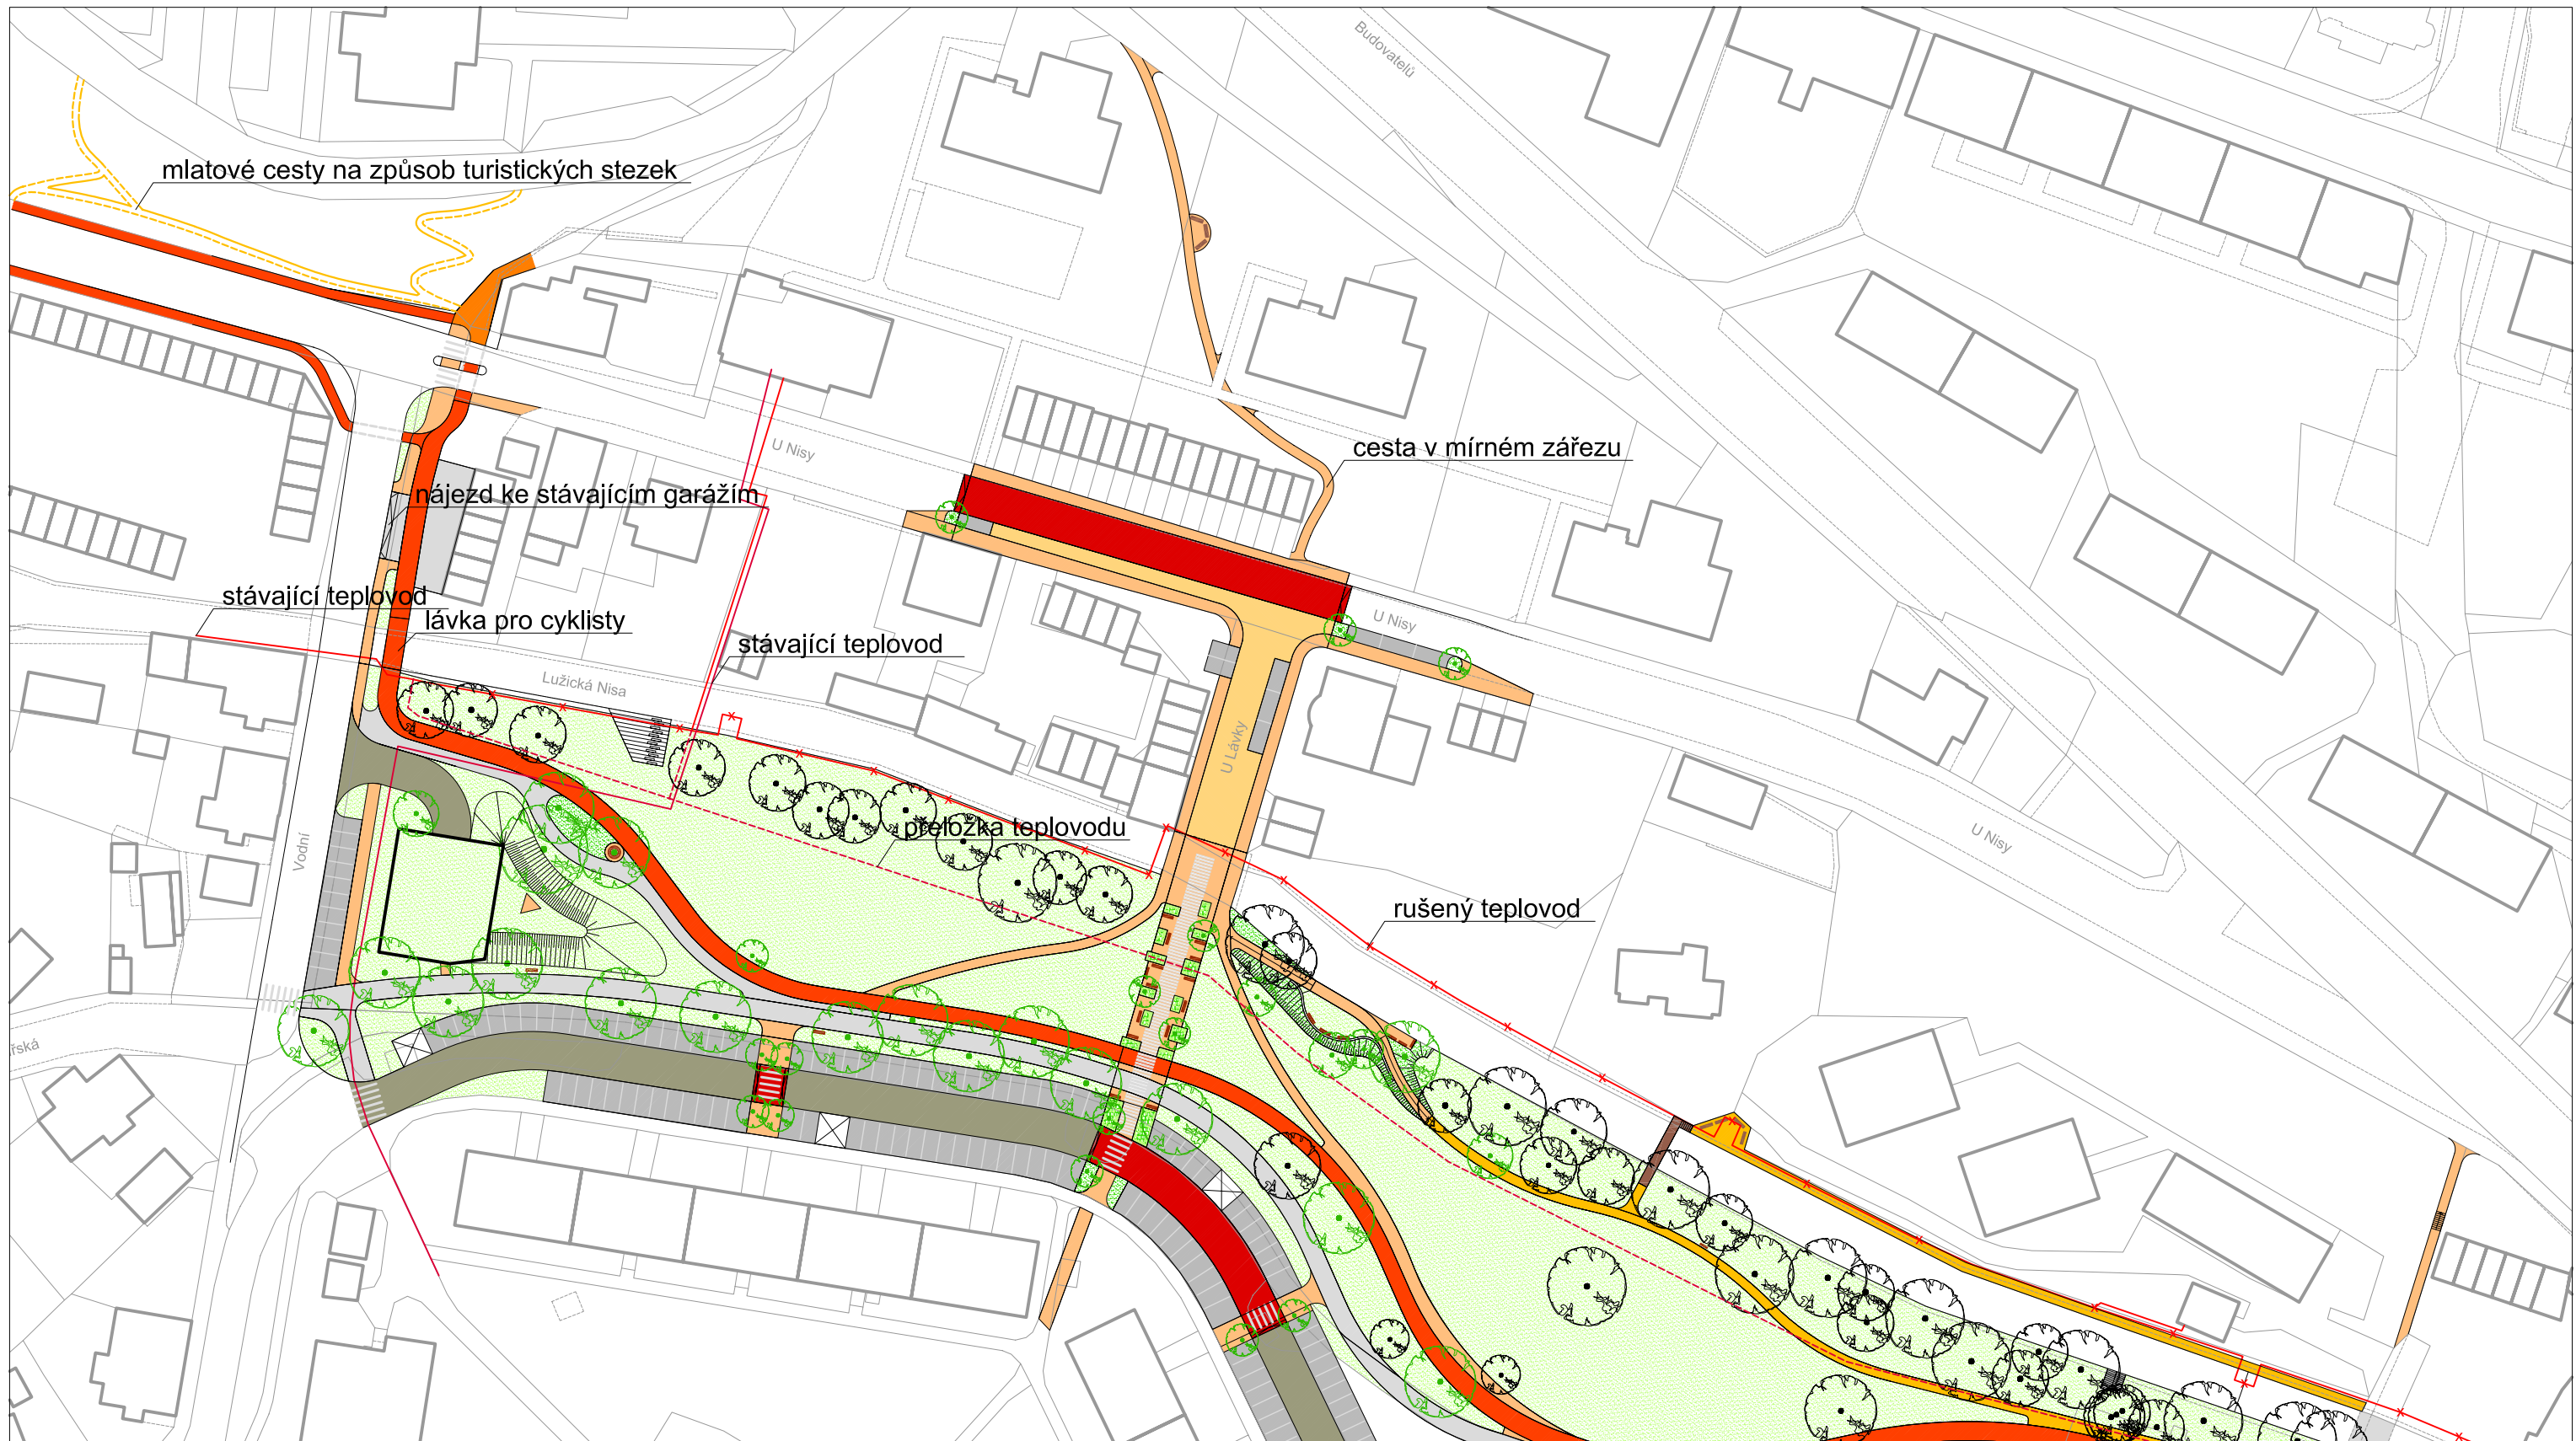 Budovatelů
mlatové cesty na způsob turistických stezek
U Nisy
cesta v mírném zářezu
nájezd ke stávajícím garážím
stávající teplovod
lávka pro cyklisty
U Nisy
stávající teplovod
Lužická Nisa
U Lávky
přeložka teplovodu
U Nisy
Vodní
rušený teplovod